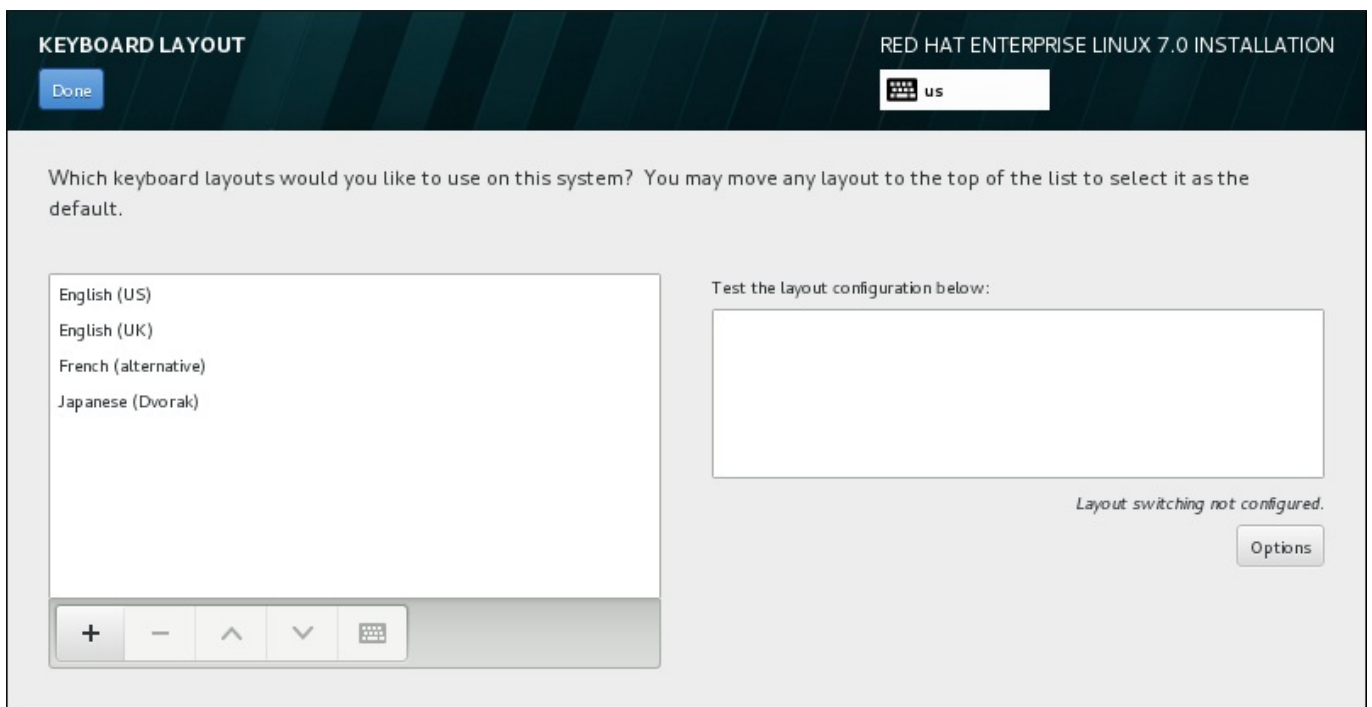 KEYBOARD LAYOUT
RED HAT ENTERPRISE LINUX 7.0 INSTALLATION
Done
us
Which keyboard layouts would you like to use on this system? You may move any layout to the top of the list to select it as the
default.
English (US)
English (UK)
French (alternative)
Japanese (Dvorak)
Test the layout configuration below:
Layout switching not configured.
Options